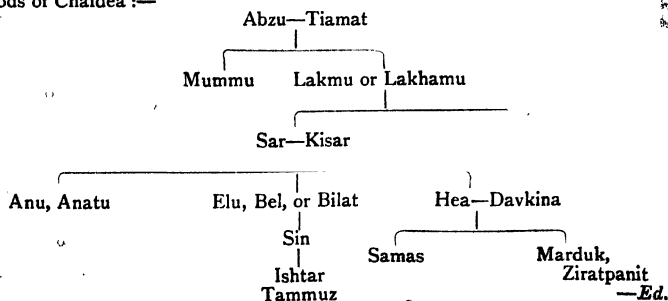 ods of Chaldea :—
Abzu—Tiamat
Mummu Lakmu or Lakhamu
Sar—Kisar
Anu, Anatu Elu, Bel, or Bilat Hea—Davkina
Sin
Samas Marduk,
Ishtar Ziratpanit
Tammuz —Ed.